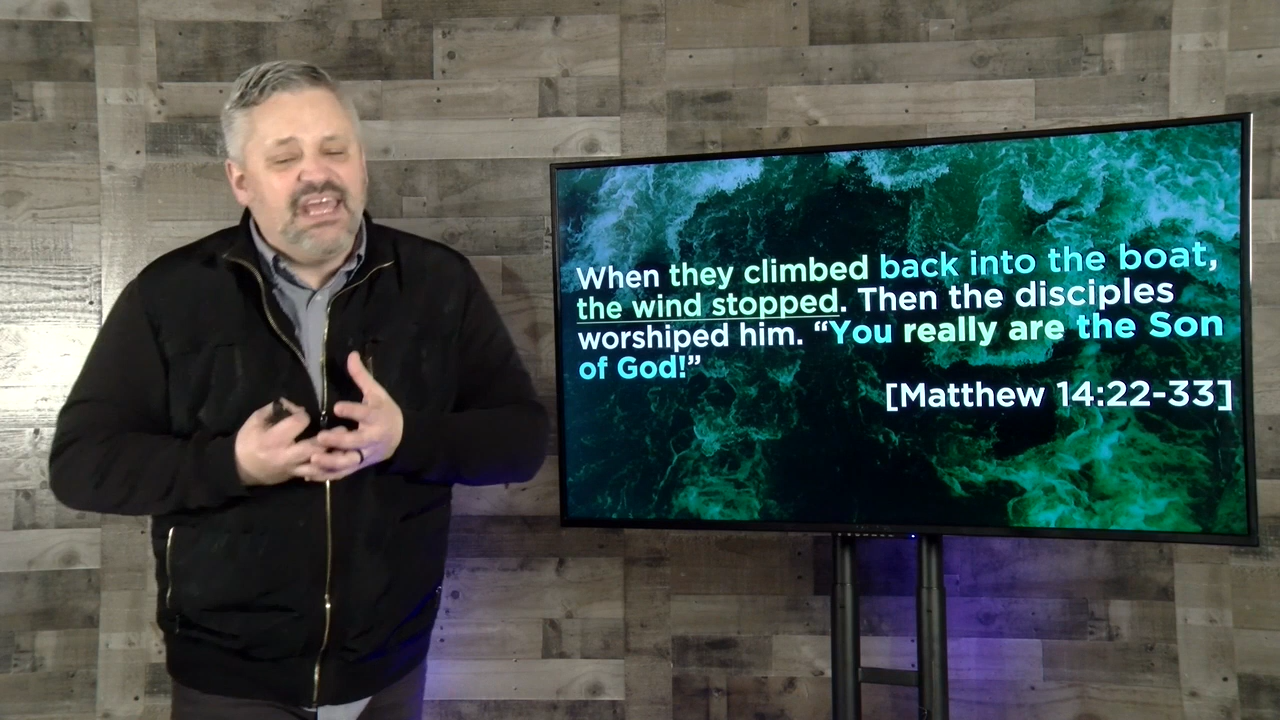 When they climbed back into the boat,
the wind stopped. Then the disciples
worshiped him. “You really are the Son
of God!”
[Matthew 14:22-33]